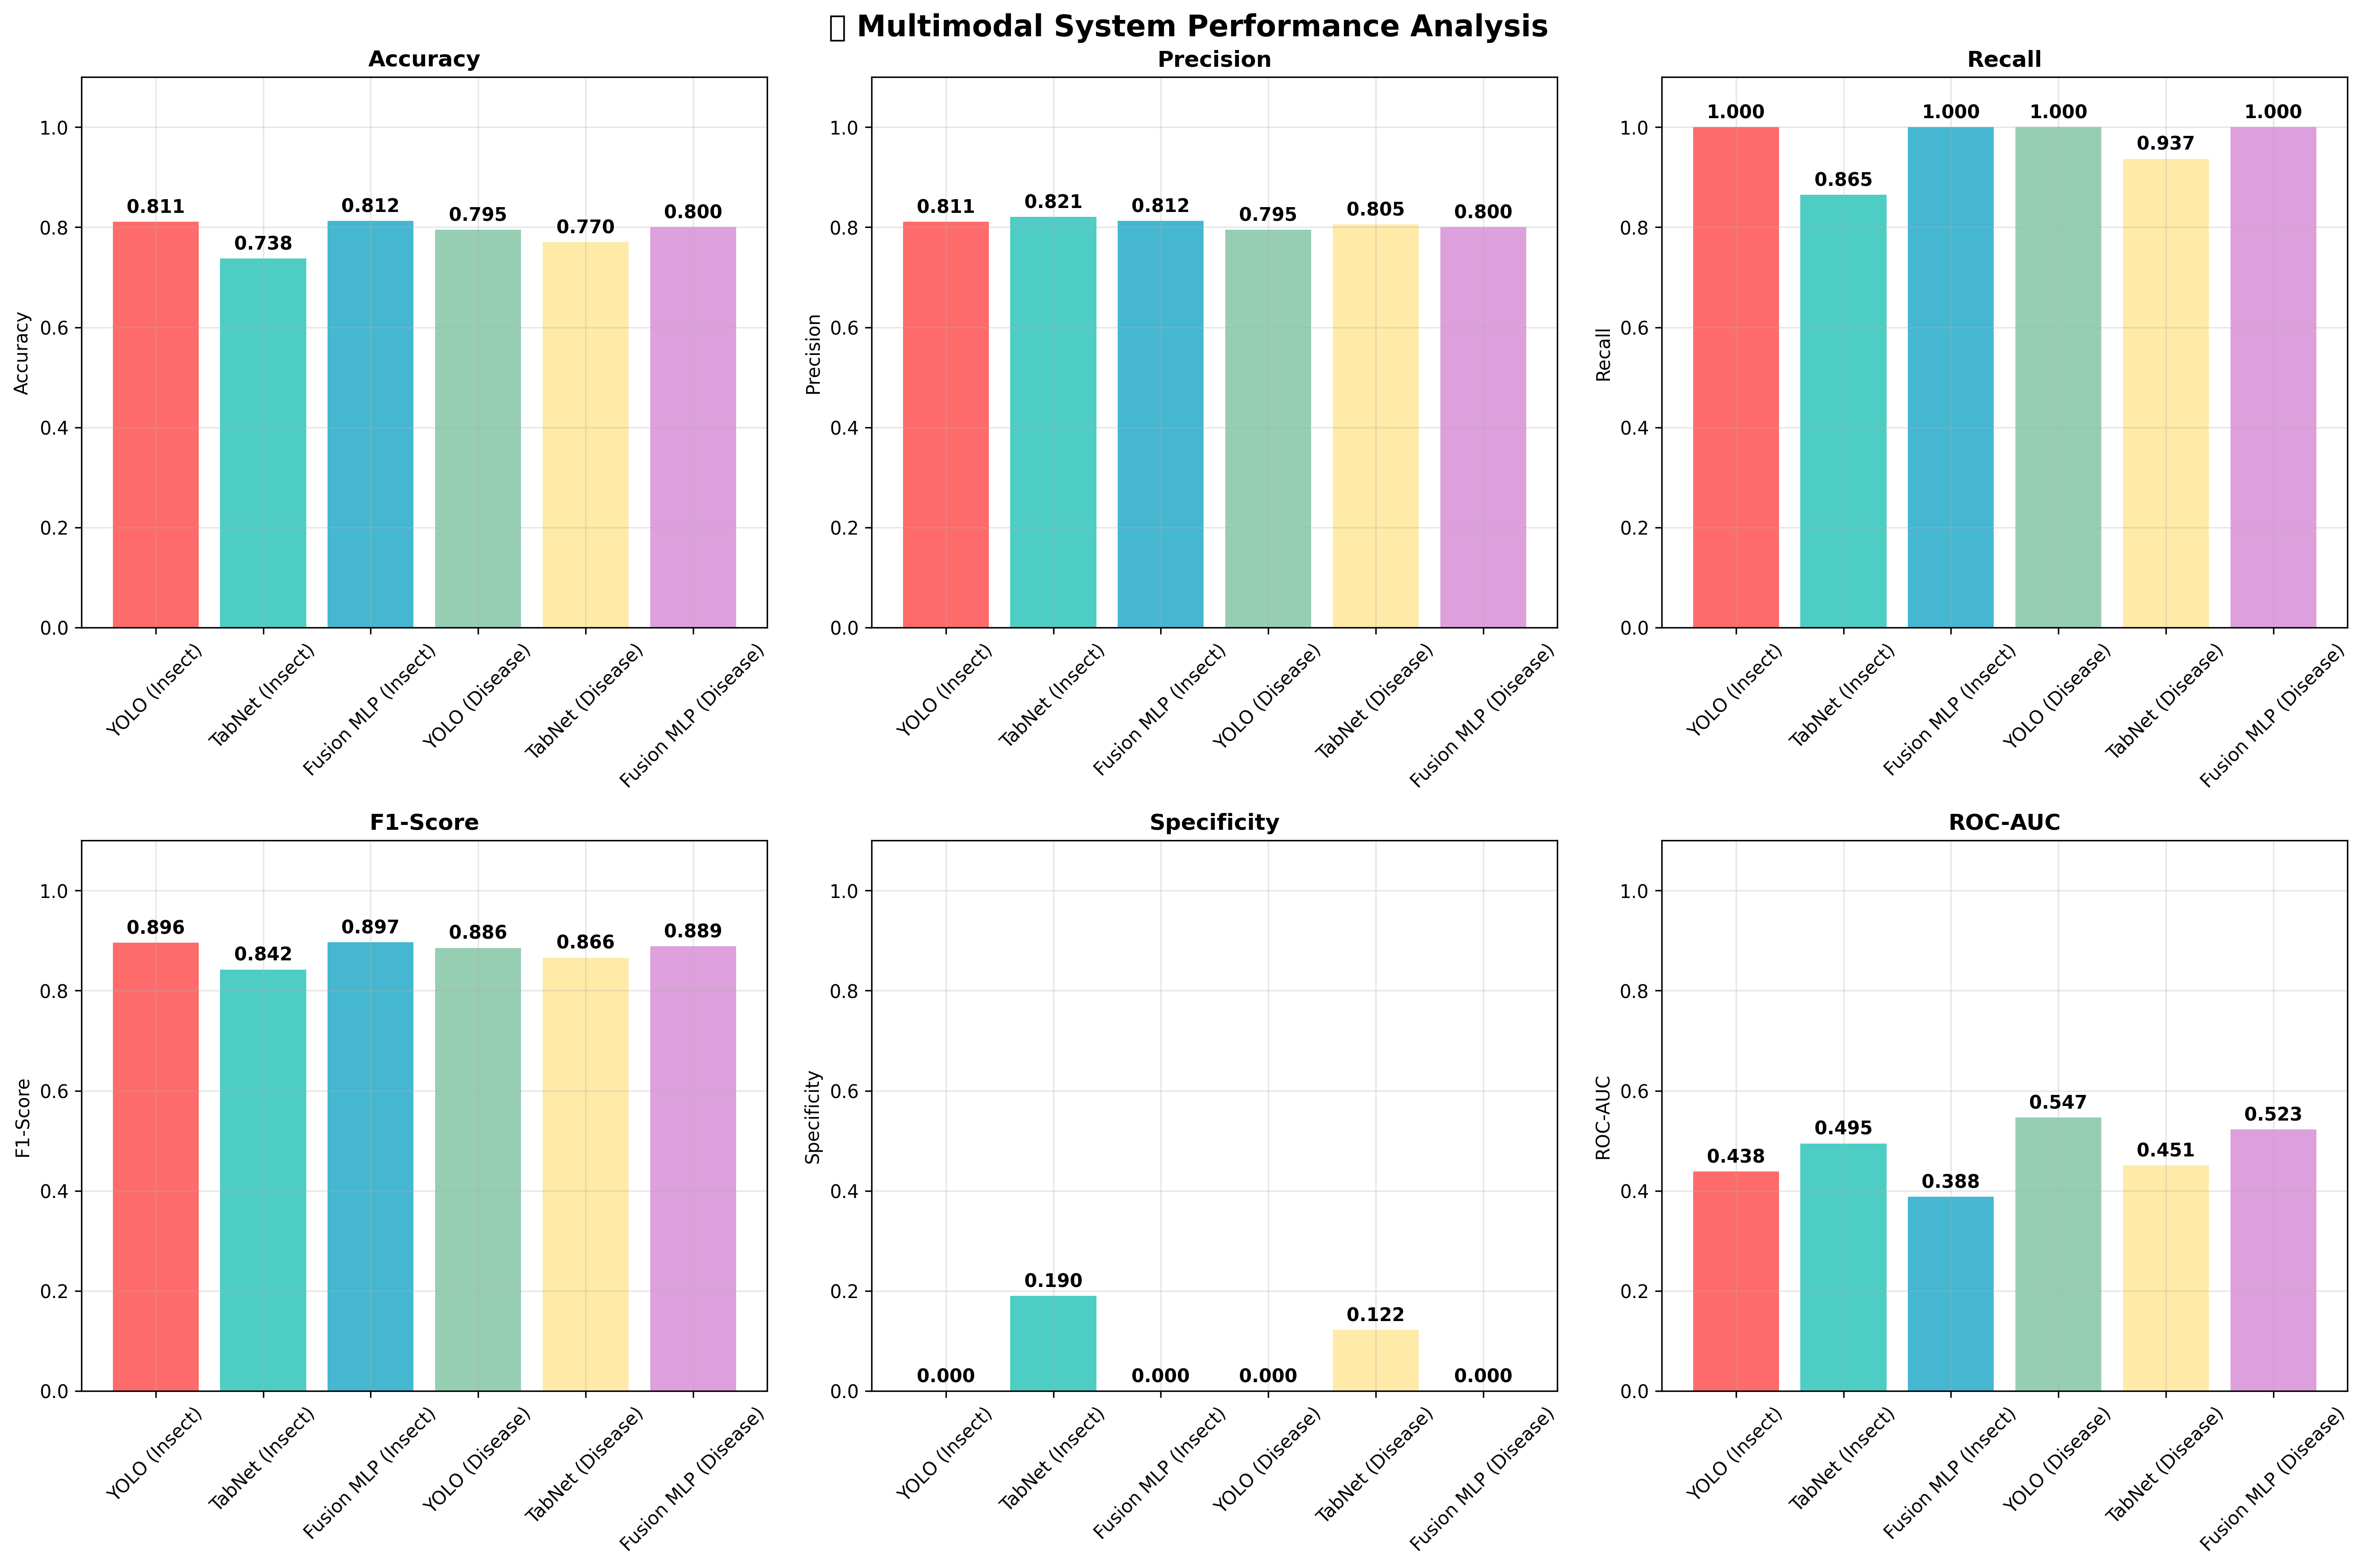 Multimodal System Performance Analysis
Accuracy
Precision
Recall
Accuracy
1.0
0.8
0.6
0.4
0.2
0.0
0.811
0.738
0.812
0.795
0.770
0.800
YOLO (Insect)
TabNet (Insect)
Fusion MLP (Insect)
YOLO (Disease)
TabNet (Disease)
Fusion MLP (Disease)
Precision
1.0
0.8
0.6
0.4
0.2
0.0
0.811
0.821
0.812
0.795
0.805
0.800
YOLO (Insect)
TabNet (Insect)
Fusion MLP (Insect)
YOLO (Disease)
TabNet (Disease)
Fusion MLP (Disease)
Recall
1.0
0.8
0.6
0.4
0.2
0.0
1.000
0.865
1.000
1.000
0.937
1.000
YOLO (Insect)
TabNet (Insect)
Fusion MLP (Insect)
YOLO (Disease)
TabNet (Disease)
Fusion MLP (Disease)
F1-Score
Specificity
ROC-AUC
F1-Score
1.0
0.8
0.6
0.4
0.2
0.0
0.896
0.842
0.897
0.886
0.866
0.889
YOLO (Insect)
TabNet (Insect)
Fusion MLP (Insect)
YOLO (Disease)
TabNet (Disease)
Fusion MLP (Disease)
Specificity
1.0
0.8
0.6
0.4
0.2
0.0
0.000
0.190
0.000
0.000
0.122
0.000
YOLO (Insect)
TabNet (Insect)
Fusion MLP (Insect)
YOLO (Disease)
TabNet (Disease)
Fusion MLP (Disease)
ROC-AUC
1.0
0.8
0.6
0.4
0.2
0.0
0.438
0.495
0.388
0.547
0.451
0.523
YOLO (Insect)
TabNet (Insect)
Fusion MLP (Insect)
YOLO (Disease)
TabNet (Disease)
Fusion MLP (Disease)